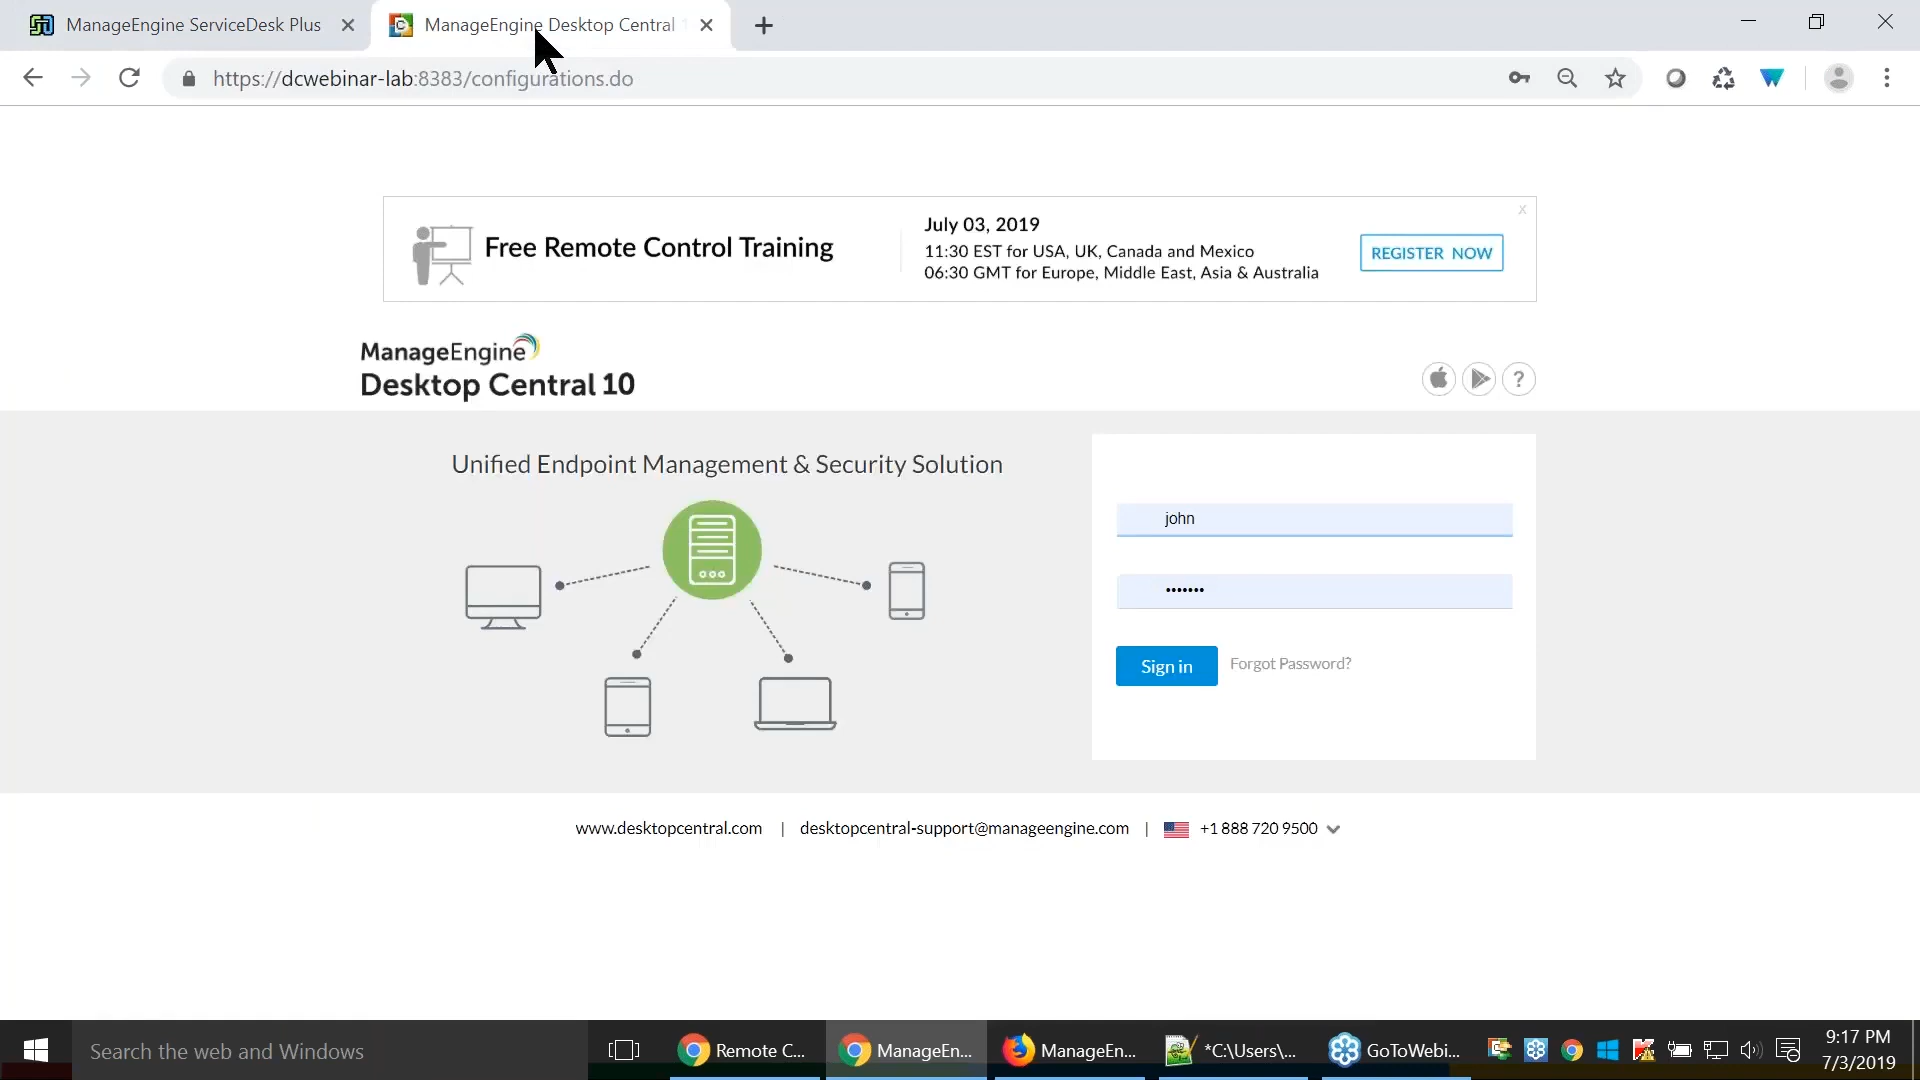 ManageEngine ServiceDesk Plus
ManageEngine Desktop Central
https://dcwebinar-lab:8383/configurations.do
Free Remote Control Training
July 03, 2019
11:30 EST for USA, UK, Canada and Mexico
06:30 GMT for Europe, Middle East, Asia & Australia
REGISTER NOW
x
ManageEngine
Desktop Central 10
?
Unified Endpoint Management & Security Solution
john
•••••••
Sign in
Forgot Password?
www.desktopcentral.com | desktopcentral-support@manageengine.com | +1 888 720 9500
Search the web and Windows
Remote C...
ManageEn...
ManageEn...
*C:\Users\...
GoToWebi...
9:17 PM
7/3/2019